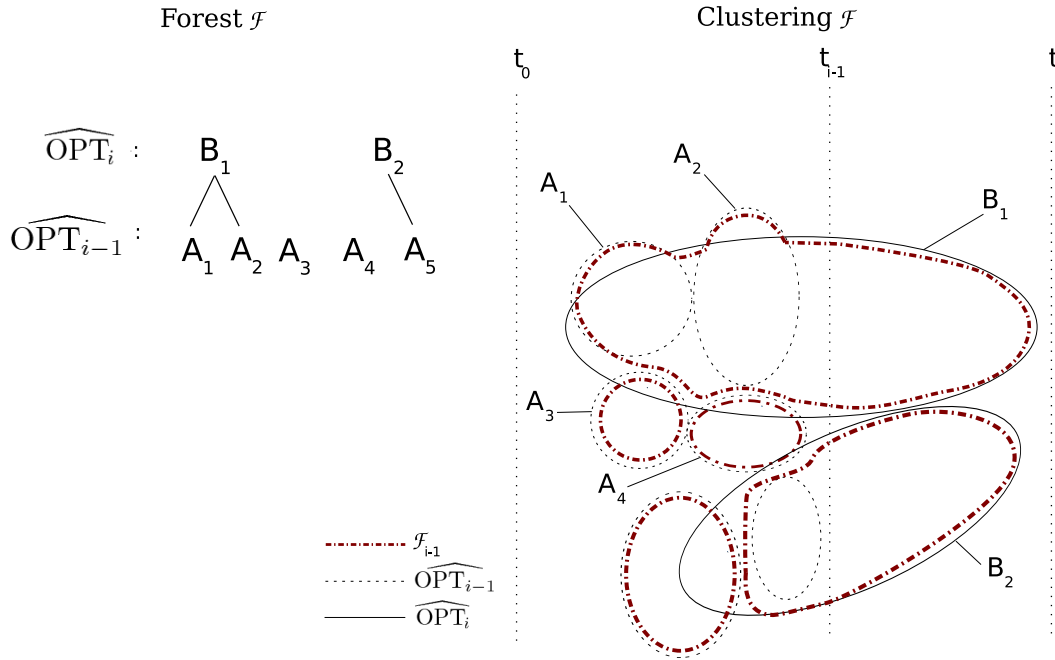 Forest ℱ
Clustering ℱ
t₀
tᵢ₋₁
t
OPTᵢ^ :
B₁
B₂
OPTᵢ₋₁^ :
A₁
A₂
A₃
A₄
A₅
A₁
A₂
B₁
A₃
A₄
B₂
ℱᵢ₋₁
OPTᵢ₋₁^
OPTᵢ^